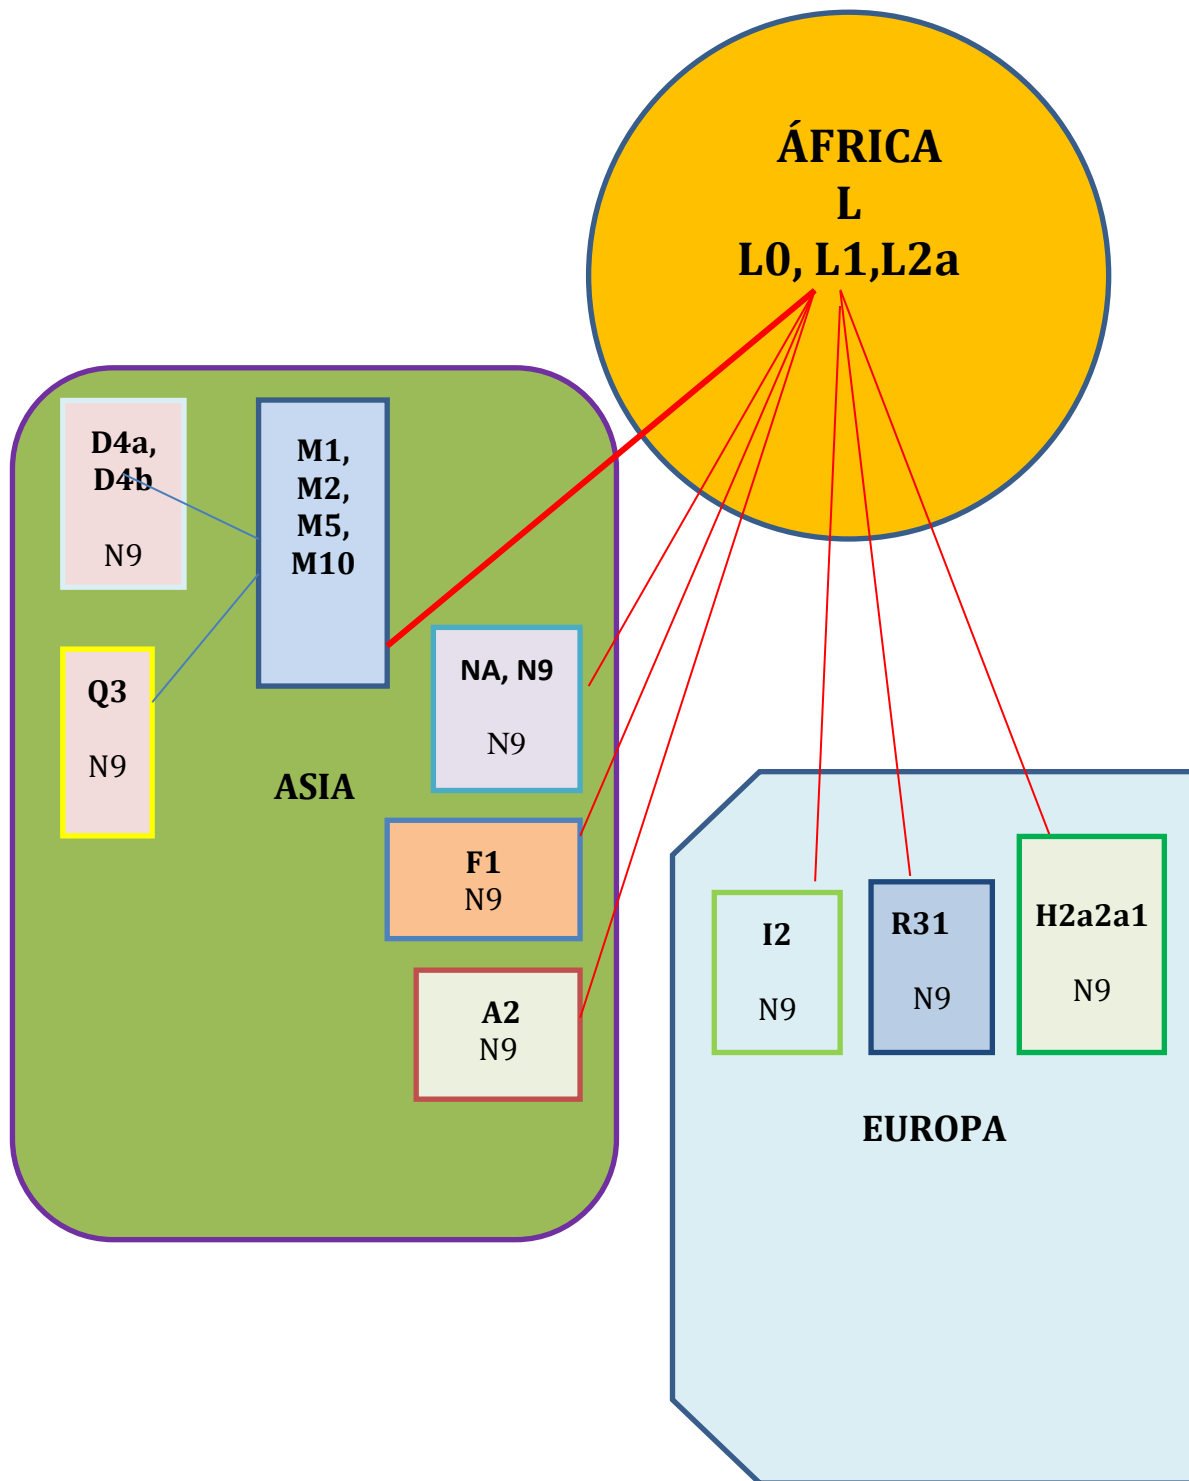 ÁFRICA
L
L0, L1,L2a
D4a,
D4b
N9
M1,
M2,
M5,
M10
Q3
N9
NA, N9
N9
ASIA
F1
N9
A2
N9
I2
N9
R31
N9
H2a2a1
N9
EUROPA